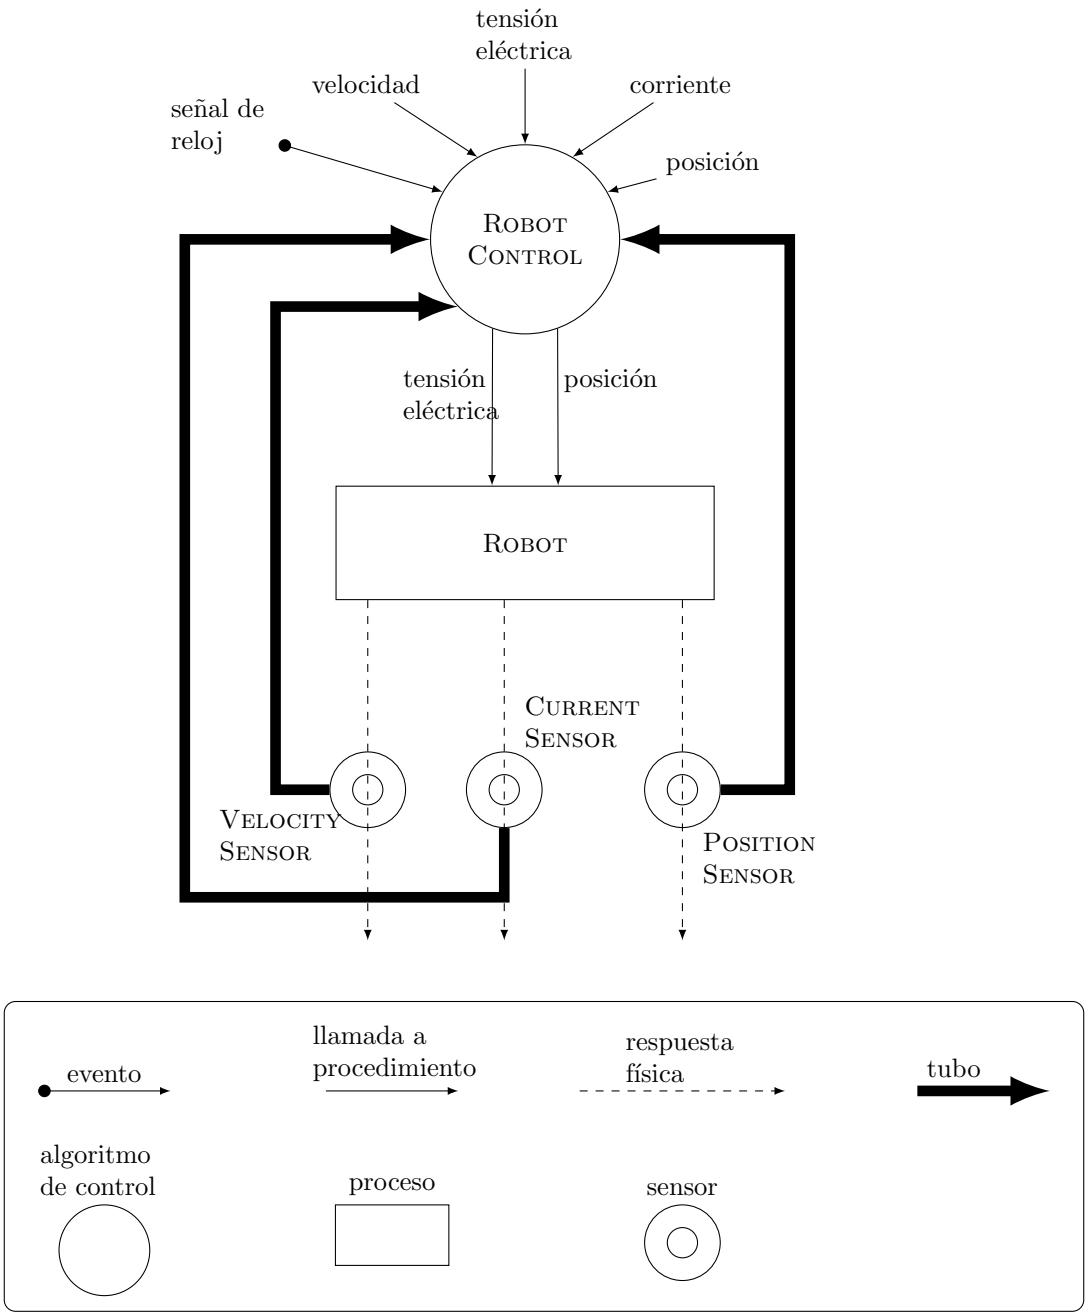 tensión
eléctrica
velocidad
corriente
señal de
reloj
posición
ROBOT
CONTROL
tensión
eléctrica
posición
ROBOT
CURRENT
SENSOR
VELOCITY
SENSOR
POSITION
SENSOR
evento
llamada a
procedimiento
respuesta
física
tubo
algoritmo
de control
proceso
sensor